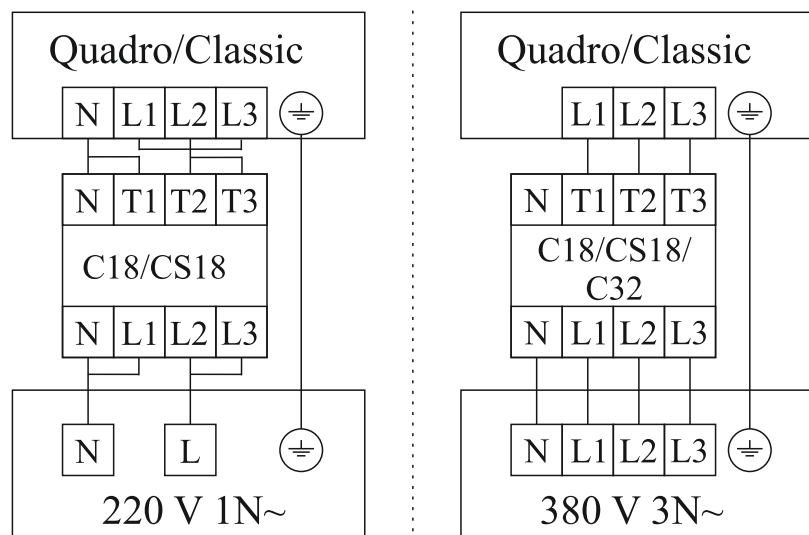 Quadro/Classic
N L1 L2 L3
N T1 T2 T3
C18/CS18
N L1 L2 L3
N L
220 V 1N~
Quadro/Classic
L1 L2 L3
N T1 T2 T3
C18/CS18/
C32
N L1 L2 L3
N L1 L2 L3
380 V 3N~